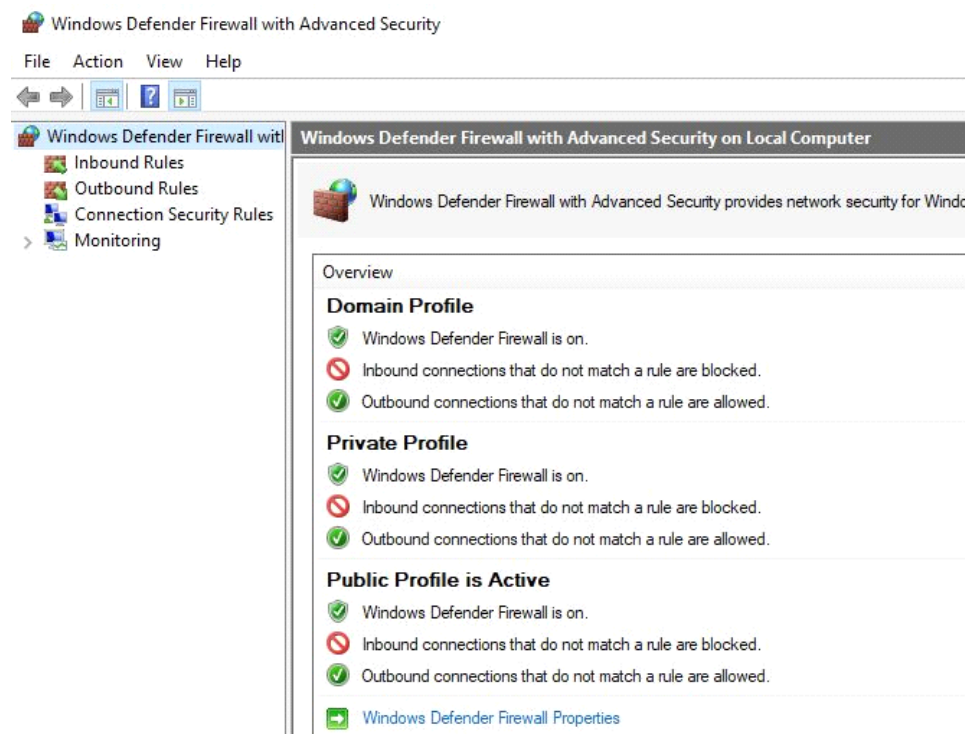 Windows Defender Firewall with Advanced Security
File Action View Help
Windows Defender Firewall with
Inbound Rules
Outbound Rules
Connection Security Rules
Monitoring
Windows Defender Firewall with Advanced Security on Local Computer
Windows Defender Firewall with Advanced Security provides network security for Windo
Overview
Domain Profile
Windows Defender Firewall is on.
Inbound connections that do not match a rule are blocked.
Outbound connections that do not match a rule are allowed.
Private Profile
Windows Defender Firewall is on.
Inbound connections that do not match a rule are blocked.
Outbound connections that do not match a rule are allowed.
Public Profile is Active
Windows Defender Firewall is on.
Inbound connections that do not match a rule are blocked.
Outbound connections that do not match a rule are allowed.
Windows Defender Firewall Properties